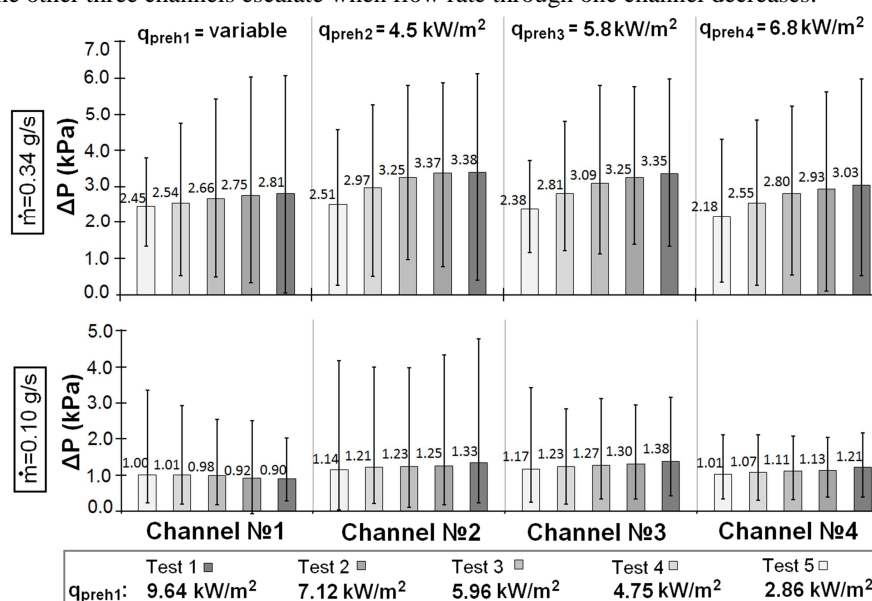 he other three channels escalate when flow rate through one channel decreases.
qpreh1 = variable qpreh2 = 4.5 kW/m² qpreh3 = 5.8 kW/m² qpreh4 = 6.8 kW/m²
ṁ=0.34 g/s
ΔP (kPa)
7.0
6.0
5.0
4.0
3.0
2.0
1.0
0.0
2.45 2.54 2.66 2.75 2.81
2.51 2.97 3.25 3.37 3.38
2.38 2.81 3.09 3.25 3.35
2.18 2.55 2.80 2.93 3.03
ṁ=0.10 g/s
ΔP (kPa)
5.0
4.0
3.0
2.0
1.0
0.0
1.00 1.01 0.98 0.92 0.90
1.14 1.21 1.23 1.25 1.33
1.17 1.23 1.27 1.30 1.38
1.01 1.07 1.11 1.13 1.21
Channel №1 Channel №2 Channel №3 Channel №4
Test 1 Test 2 Test 3 Test 4 Test 5
qpreh1: 9.64 kW/m² 7.12 kW/m² 5.96 kW/m² 4.75 kW/m² 2.86 kW/m²